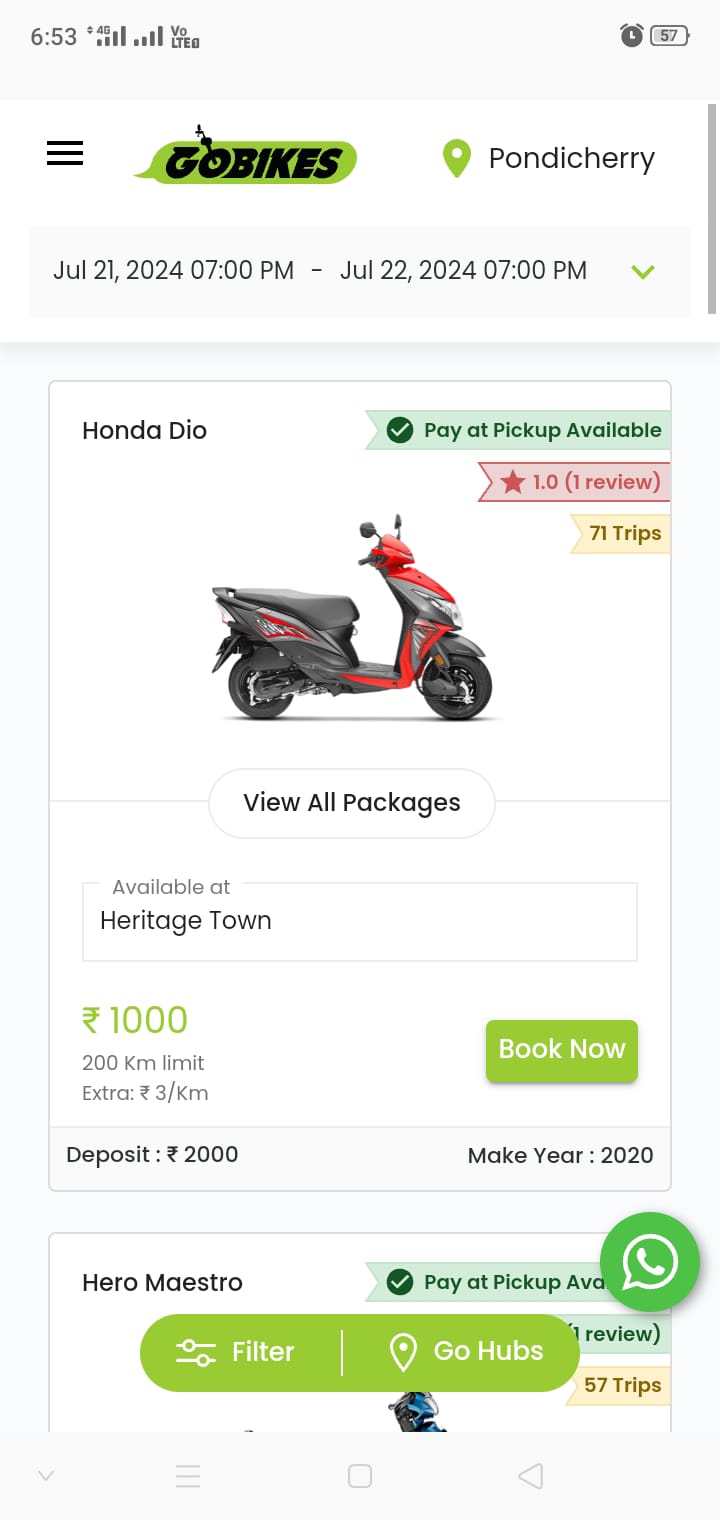 6:53
4G
Vo
LTE
57
GOBIKES
Pondicherry
Jul 21, 2024 07:00 PM - Jul 22, 2024 07:00 PM
Honda Dio
Pay at Pickup Available
1.0 (1 review)
71 Trips
View All Packages
Available at
Heritage Town
₹ 1000
200 Km limit
Extra: ₹ 3/Km
Book Now
Deposit : ₹ 2000
Make Year : 2020
Hero Maestro
Pay at Pickup Ava
(1 review)
Filter
Go Hubs
57 Trips